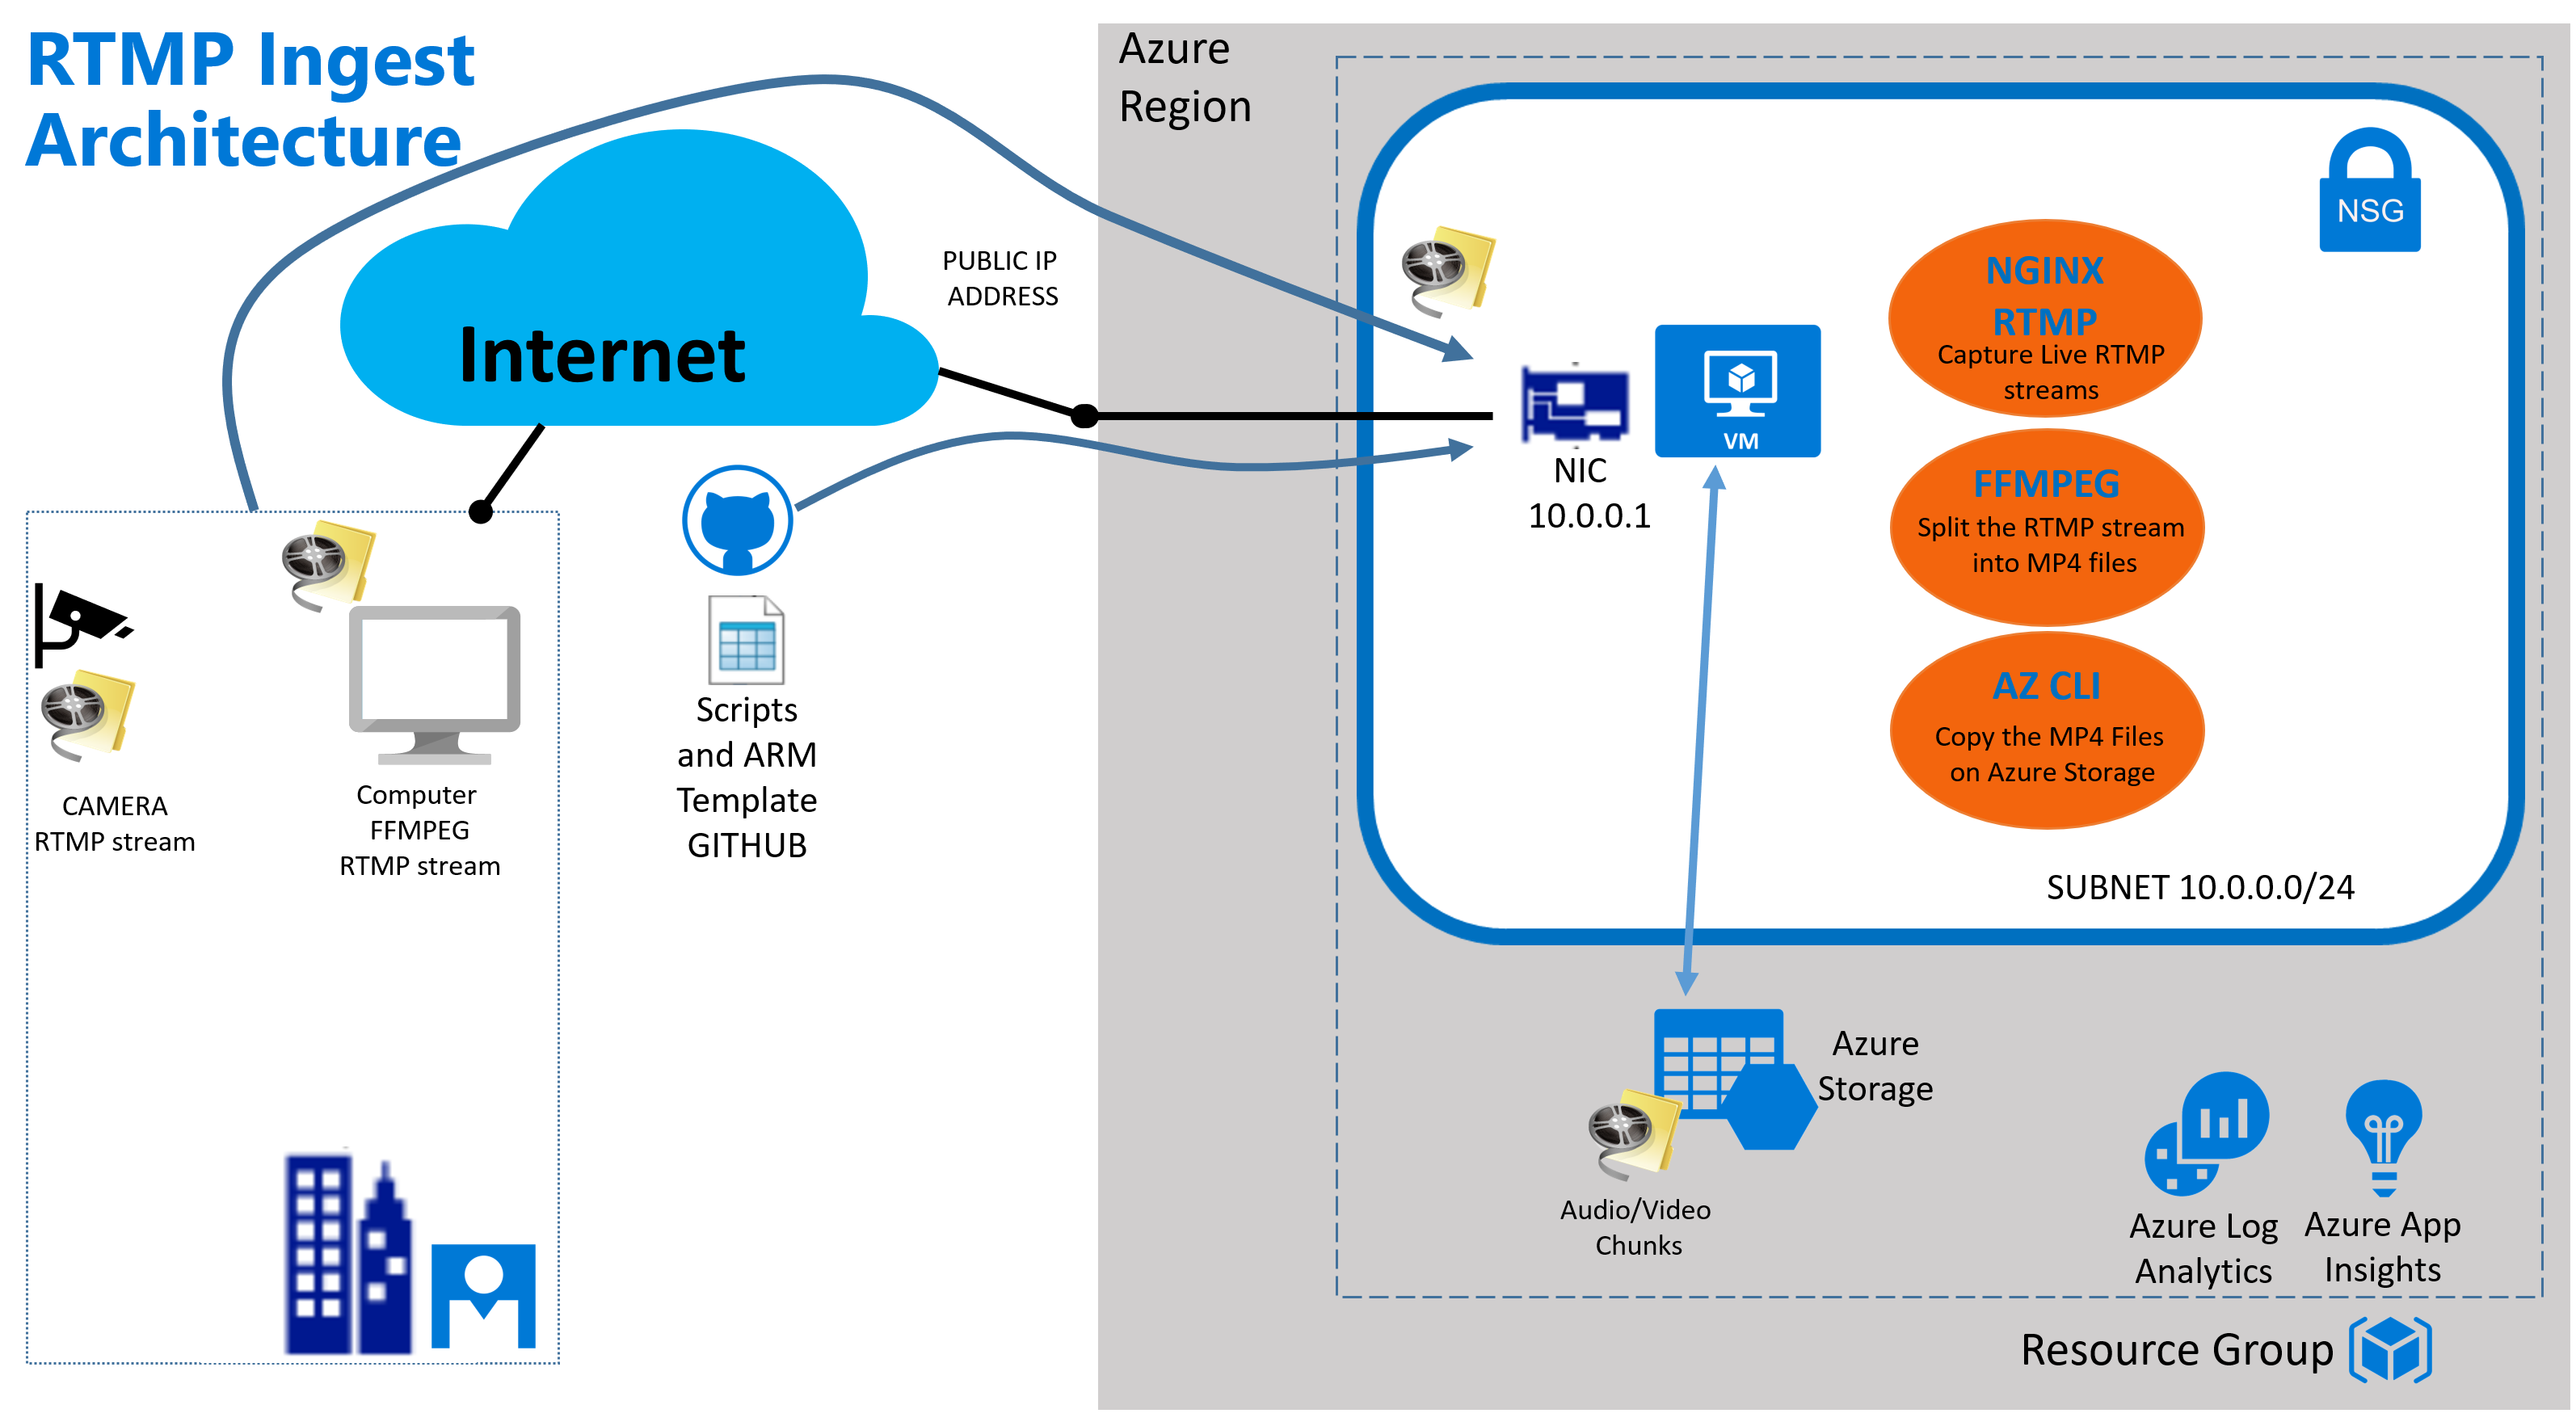 RTMP Ingest
Architecture
Internet
PUBLIC IP
ADDRESS
CAMERA
RTMP stream
Computer
FFMPEG
RTMP stream
Scripts
and ARM
Template
GITHUB
Azure
Region
NSG
NIC
10.0.0.1
VM
NGINX
RTMP
Capture Live RTMP
streams
FFMPEG
Split the RTMP stream
into MP4 files
AZ CLI
Copy the MP4 Files
on Azure Storage
SUBNET 10.0.0.0/24
Azure
Storage
Audio/Video
Chunks
Azure Log
Analytics
Azure App
Insights
Resource Group